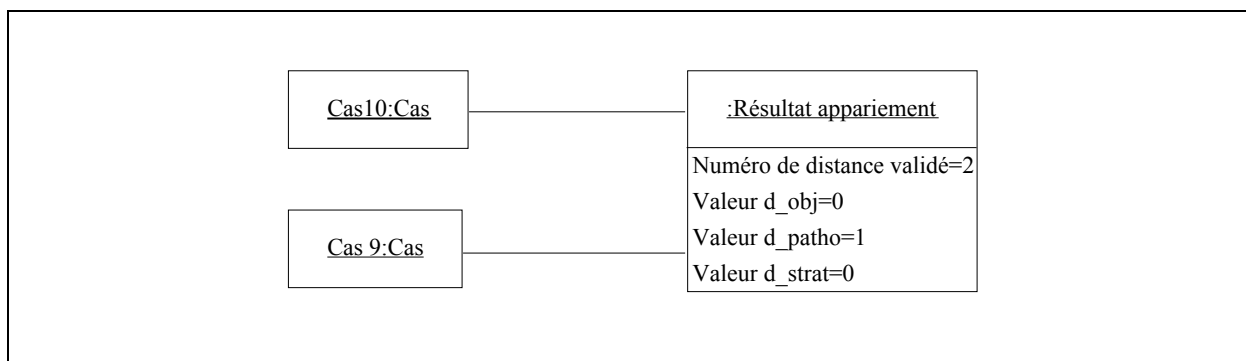 Cas10:Cas
:Résultat appariement
Numéro de distance validé=2
Valeur d_obj=0
Valeur d_patho=1
Valeur d_strat=0
Cas 9:Cas